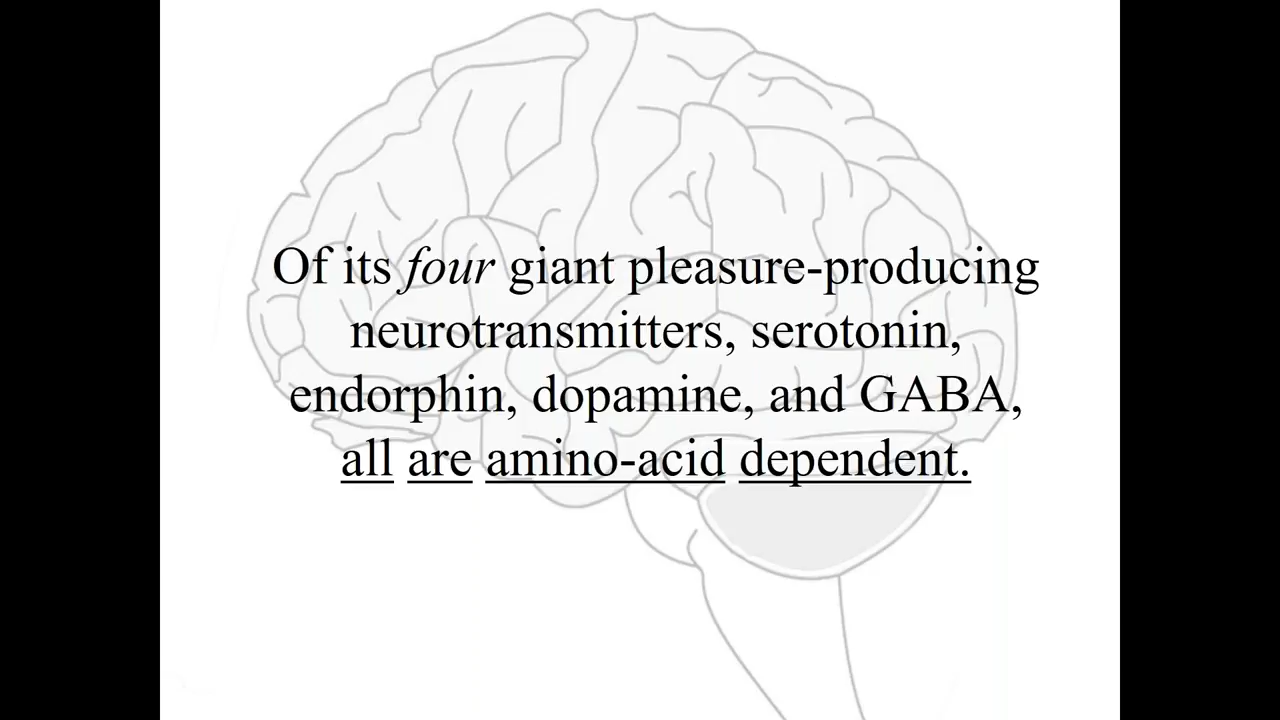 Of its four giant pleasure-producing
neurotransmitters, serotonin,
endorphin, dopamine, and GABA,
all are amino-acid dependent.